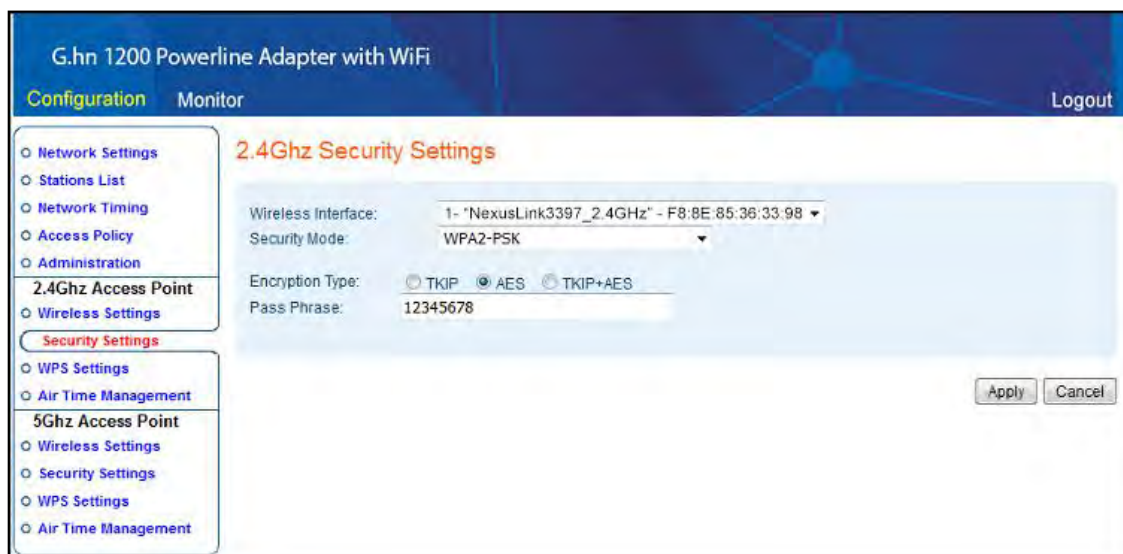 G.hn 1200 Powerline Adapter with WiFi
Configuration Monitor Logout
Network Settings
Stations List
Network Timing
Access Policy
Administration
2.4Ghz Access Point
Wireless Settings
Security Settings
WPS Settings
Air Time Management
5Ghz Access Point
Wireless Settings
Security Settings
WPS Settings
Air Time Management
2.4Ghz Security Settings
Wireless Interface: 1- "NexusLink3397_2.4GHz" - F8:8E:85:36:33:98
Security Mode: WPA2-PSK
Encryption Type: TKIP AES TKIP+AES
Pass Phrase: 12345678
Apply Cancel